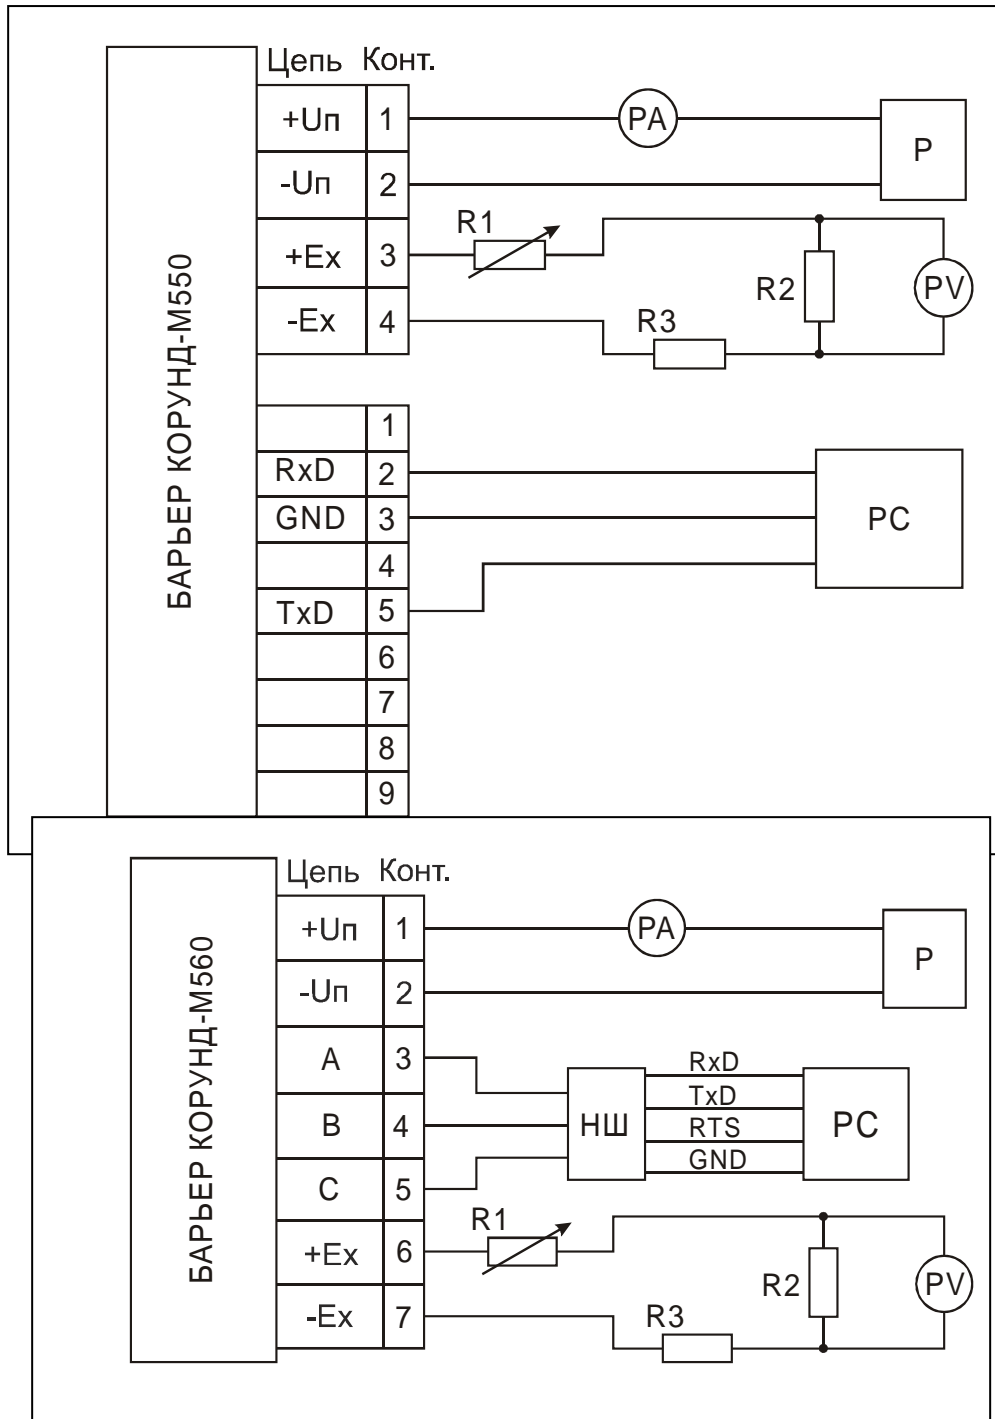 Цепь Конт.
+Uп 1
PA
P
-Uп 2
R1
+Ex 3
R2
PV
-Ex 4
R3
БАРЬЕР КОРУНД-М550
1
RxD 2
GND 3
PC
4
TxD 5
6
7
8
9
Цепь Конт.
+Uп 1
PA
P
-Uп 2
БАРЬЕР КОРУНД-М560
A 3
RxD
TxD
B 4
НШ
RTS
PC
GND
C 5
R1
+Ex 6
R2
PV
-Ex 7
R3